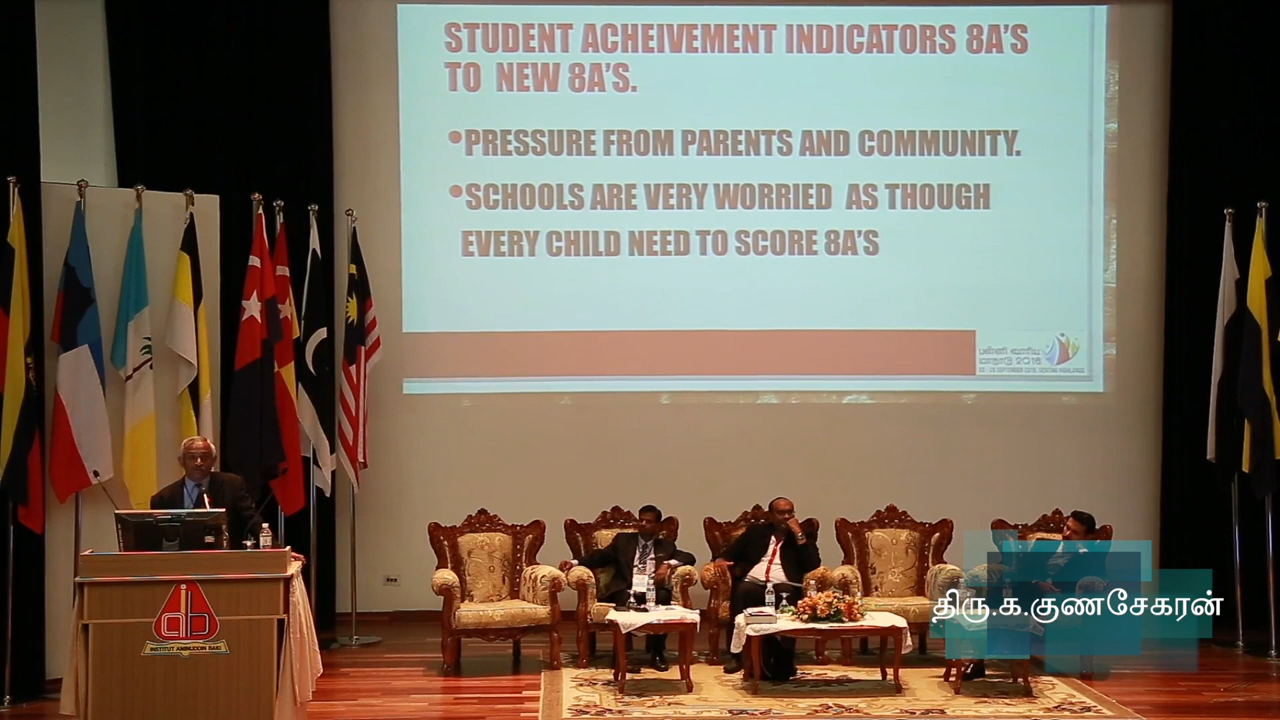 STUDENT ACHEIVEMENT INDICATORS 8A'S
TO NEW 8A'S.
•PRESSURE FROM PARENTS AND COMMUNITY.
•SCHOOLS ARE VERY WORRIED AS THOUGH
EVERY CHILD NEED TO SCORE 8A'S
2016
INSTITUT AMINUDDIN BAKI
திரு.க.குணசேகரன்